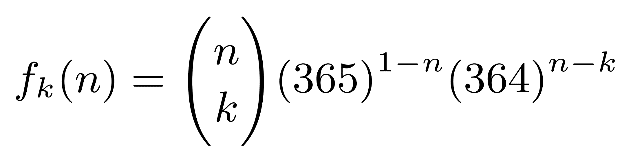 f_k(n) = \binom{n}{k} (365)^{1-n} (364)^{n-k}